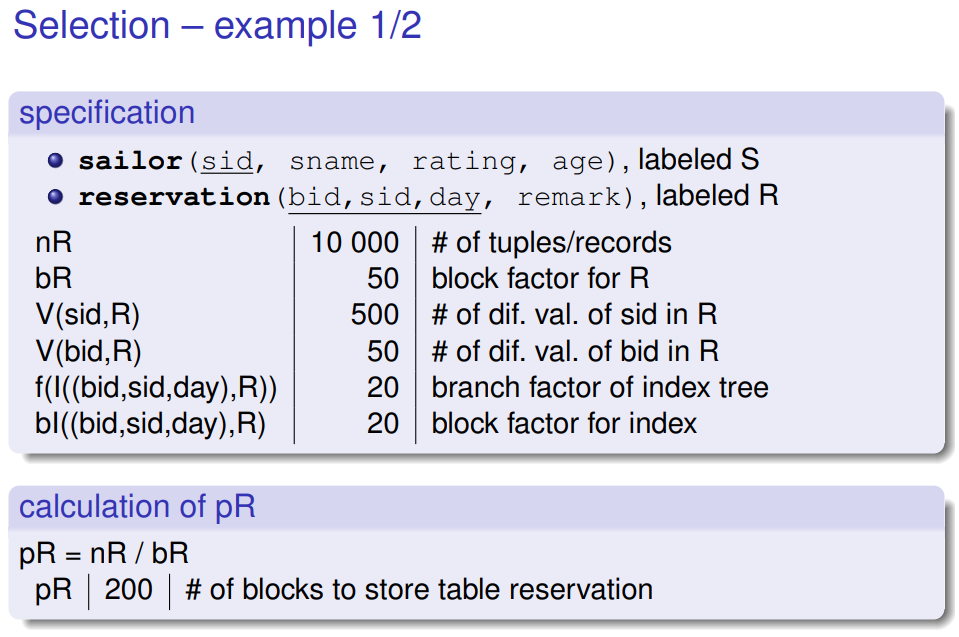 Selection – example 1/2
specification
sailor(sid, sname, rating, age), labeled S
reservation(bid,sid,day, remark), labeled R
nR 10 000 # of tuples/records
bR 50 block factor for R
V(sid,R) 500 # of dif. val. of sid in R
V(bid,R) 50 # of dif. val. of bid in R
f(I((bid,sid,day),R)) 20 branch factor of index tree
bI((bid,sid,day),R) 20 block factor for index
calculation of pR
pR = nR / bR
pR 200 # of blocks to store table reservation